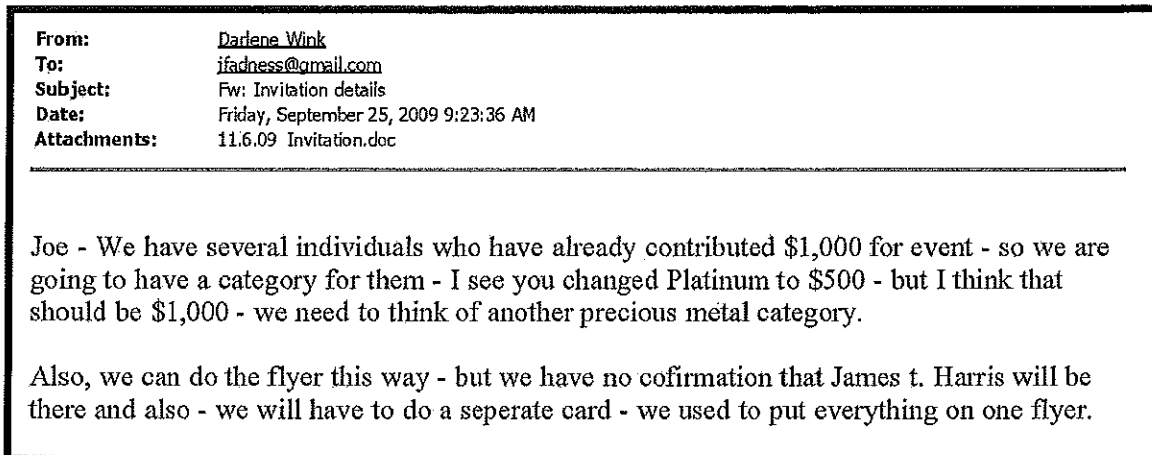 From: Darlene Wink
To: jfadness@gmail.com
Subject: Fw: Invitation details
Date: Friday, September 25, 2009 9:23:36 AM
Attachments: 11.6.09 Invitation.doc
Joe - We have several individuals who have already contributed $1,000 for event - so we are
going to have a category for them - I see you changed Platinum to $500 - but I think that
should be $1,000 - we need to think of another precious metal category.
Also, we can do the flyer this way - but we have no cofirmation that James t. Harris will be
there and also - we will have to do a seperate card - we used to put everything on one flyer.